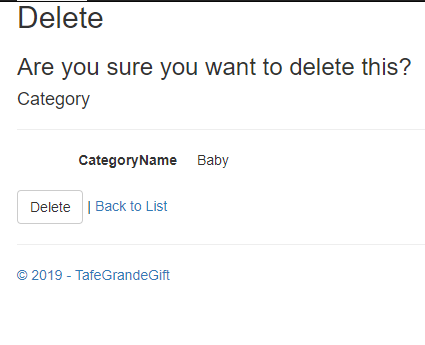 Delete
Are you sure you want to delete this?
Category
CategoryName Baby
Delete | Back to List
© 2019 - TafeGrandeGift